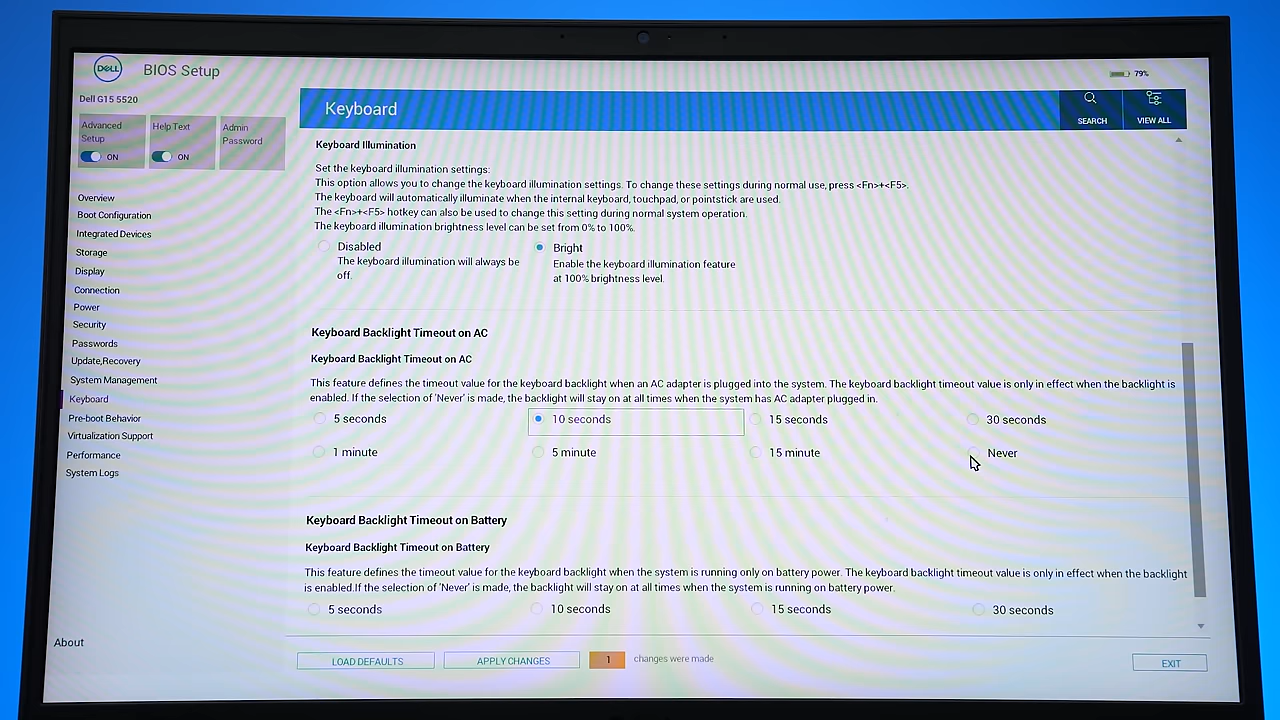 DELL
BIOS Setup
79%
Dell G15 5520
Advanced Setup
ON
Help Text
ON
Admin Password
Keyboard
SEARCH
VIEW ALL
Overview
Boot Configuration
Integrated Devices
Storage
Display
Connection
Power
Security
Passwords
Update,Recovery
System Management
Keyboard
Pre-boot Behavior
Virtualization Support
Performance
System Logs
About
Keyboard Illumination
Set the keyboard illumination settings:
This option allows you to change the keyboard illumination settings. To change these settings during normal use, press <Fn>+<F5>.
The keyboard will automatically illuminate when the internal keyboard, touchpad, or pointstick are used.
The <Fn>+<F5> hotkey can also be used to change this setting during normal system operation.
The keyboard illumination brightness level can be set from 0% to 100%.
Disabled
The keyboard illumination will always be
off.
Bright
Enable the keyboard illumination feature
at 100% brightness level.
Keyboard Backlight Timeout on AC
Keyboard Backlight Timeout on AC
This feature defines the timeout value for the keyboard backlight when an AC adapter is plugged into the system. The keyboard backlight timeout value is only in effect when the backlight is
enabled. If the selection of 'Never' is made, the backlight will stay on at all times when the system has AC adapter plugged in.
5 seconds
10 seconds
15 seconds
30 seconds
1 minute
5 minute
15 minute
Never
Keyboard Backlight Timeout on Battery
Keyboard Backlight Timeout on Battery
This feature defines the timeout value for the keyboard backlight when the system is running only on battery power. The keyboard backlight timeout value is only in effect when the backlight
is enabled.If the selection of 'Never' is made, the backlight will stay on at all times when the system is running on battery power.
5 seconds
10 seconds
15 seconds
30 seconds
LOAD DEFAULTS
APPLY CHANGES
1
changes were made
EXIT